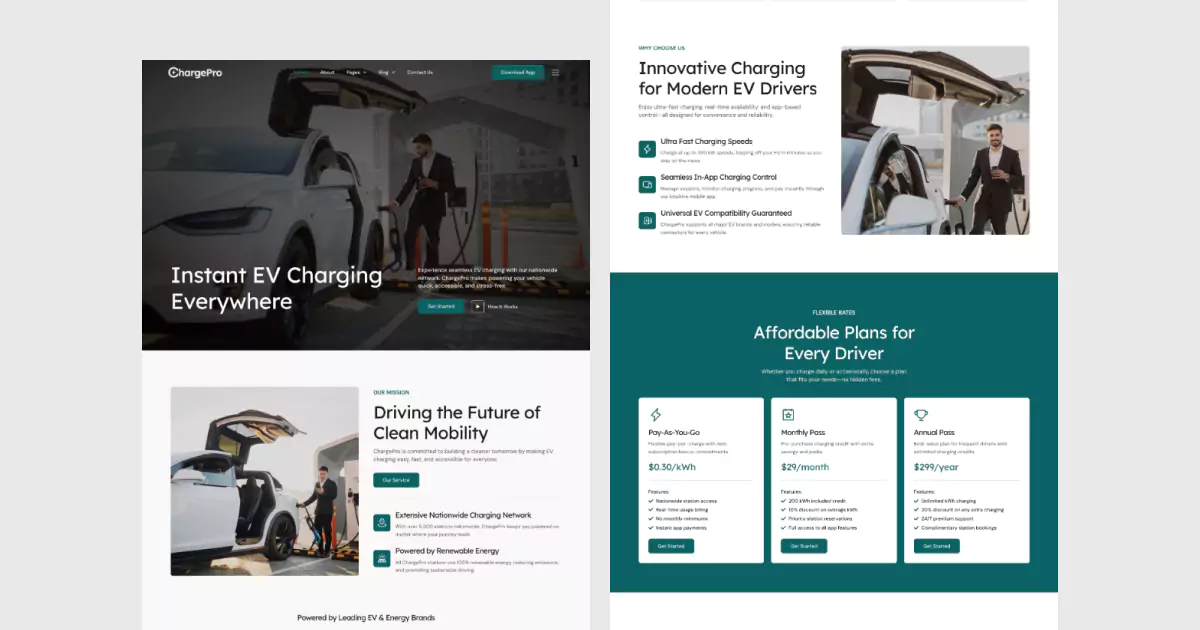 ChargePro
Home About Pages Blog Contact Us
Download App
Instant EV Charging
Everywhere
Experience seamless EV charging with our nationwide
network. ChargePro makes powering your vehicle
quick, accessible, and stress-free.
Get Started
How It Works
OUR MISSION
Driving the Future of
Clean Mobility
ChargePro is committed to building a cleaner tomorrow by making EV
charging easy, fast, and accessible for everyone.
Our Service
Extensive Nationwide Charging Network
With over 5,000 stations nationwide, ChargePro keeps you powered no
matter where your journey leads.
Powered by Renewable Energy
All ChargePro stations use 100% renewable energy, reducing emissions
and promoting sustainable driving.
Powered by Leading EV & Energy Brands
WHY CHOOSE US
Innovative Charging
for Modern EV Drivers
Enjoy ultra-fast charging, real-time availability, and app-based
control—all designed for convenience and reliability.
Ultra Fast Charging Speeds
Charge at up to kW speeds, topping off your EV in minutes so you
stay on the move.
Seamless In-App Charging Control
Manage sessions, monitor charging progress, and pay instantly through
our intuitive mobile app.
Universal EV Compatibility Guaranteed
ChargePro supports all major EV brands and models, ensuring reliable
connectors for every vehicle.
FLEXIBLE RATES
Affordable Plans for
Every Driver
Whether you charge daily or occasionally, choose a plan
that fits your needs—no hidden fees.
Pay-As-You-Go
Flexible pay-per-charge with zero
subscription fees or commitments.
$0.30/kWh
Features:
Nationwide station access
Real-time usage billing
No monthly minimums
Instant app payments
Get Started
Monthly Pass
Pre-purchase charging credit with extra
savings and perks.
$29/month
Features:
200 kWh included credit
10% discount on overage kWh
Priority station reservations
Full access to all app features
Get Started
Annual Pass
Best-value plan for frequent drivers with
unlimited charging credits.
$299/year
Features:
Unlimited kWh charging
20% discount on any extra charging
24/7 premium support
Complimentary station bookings
Get Started